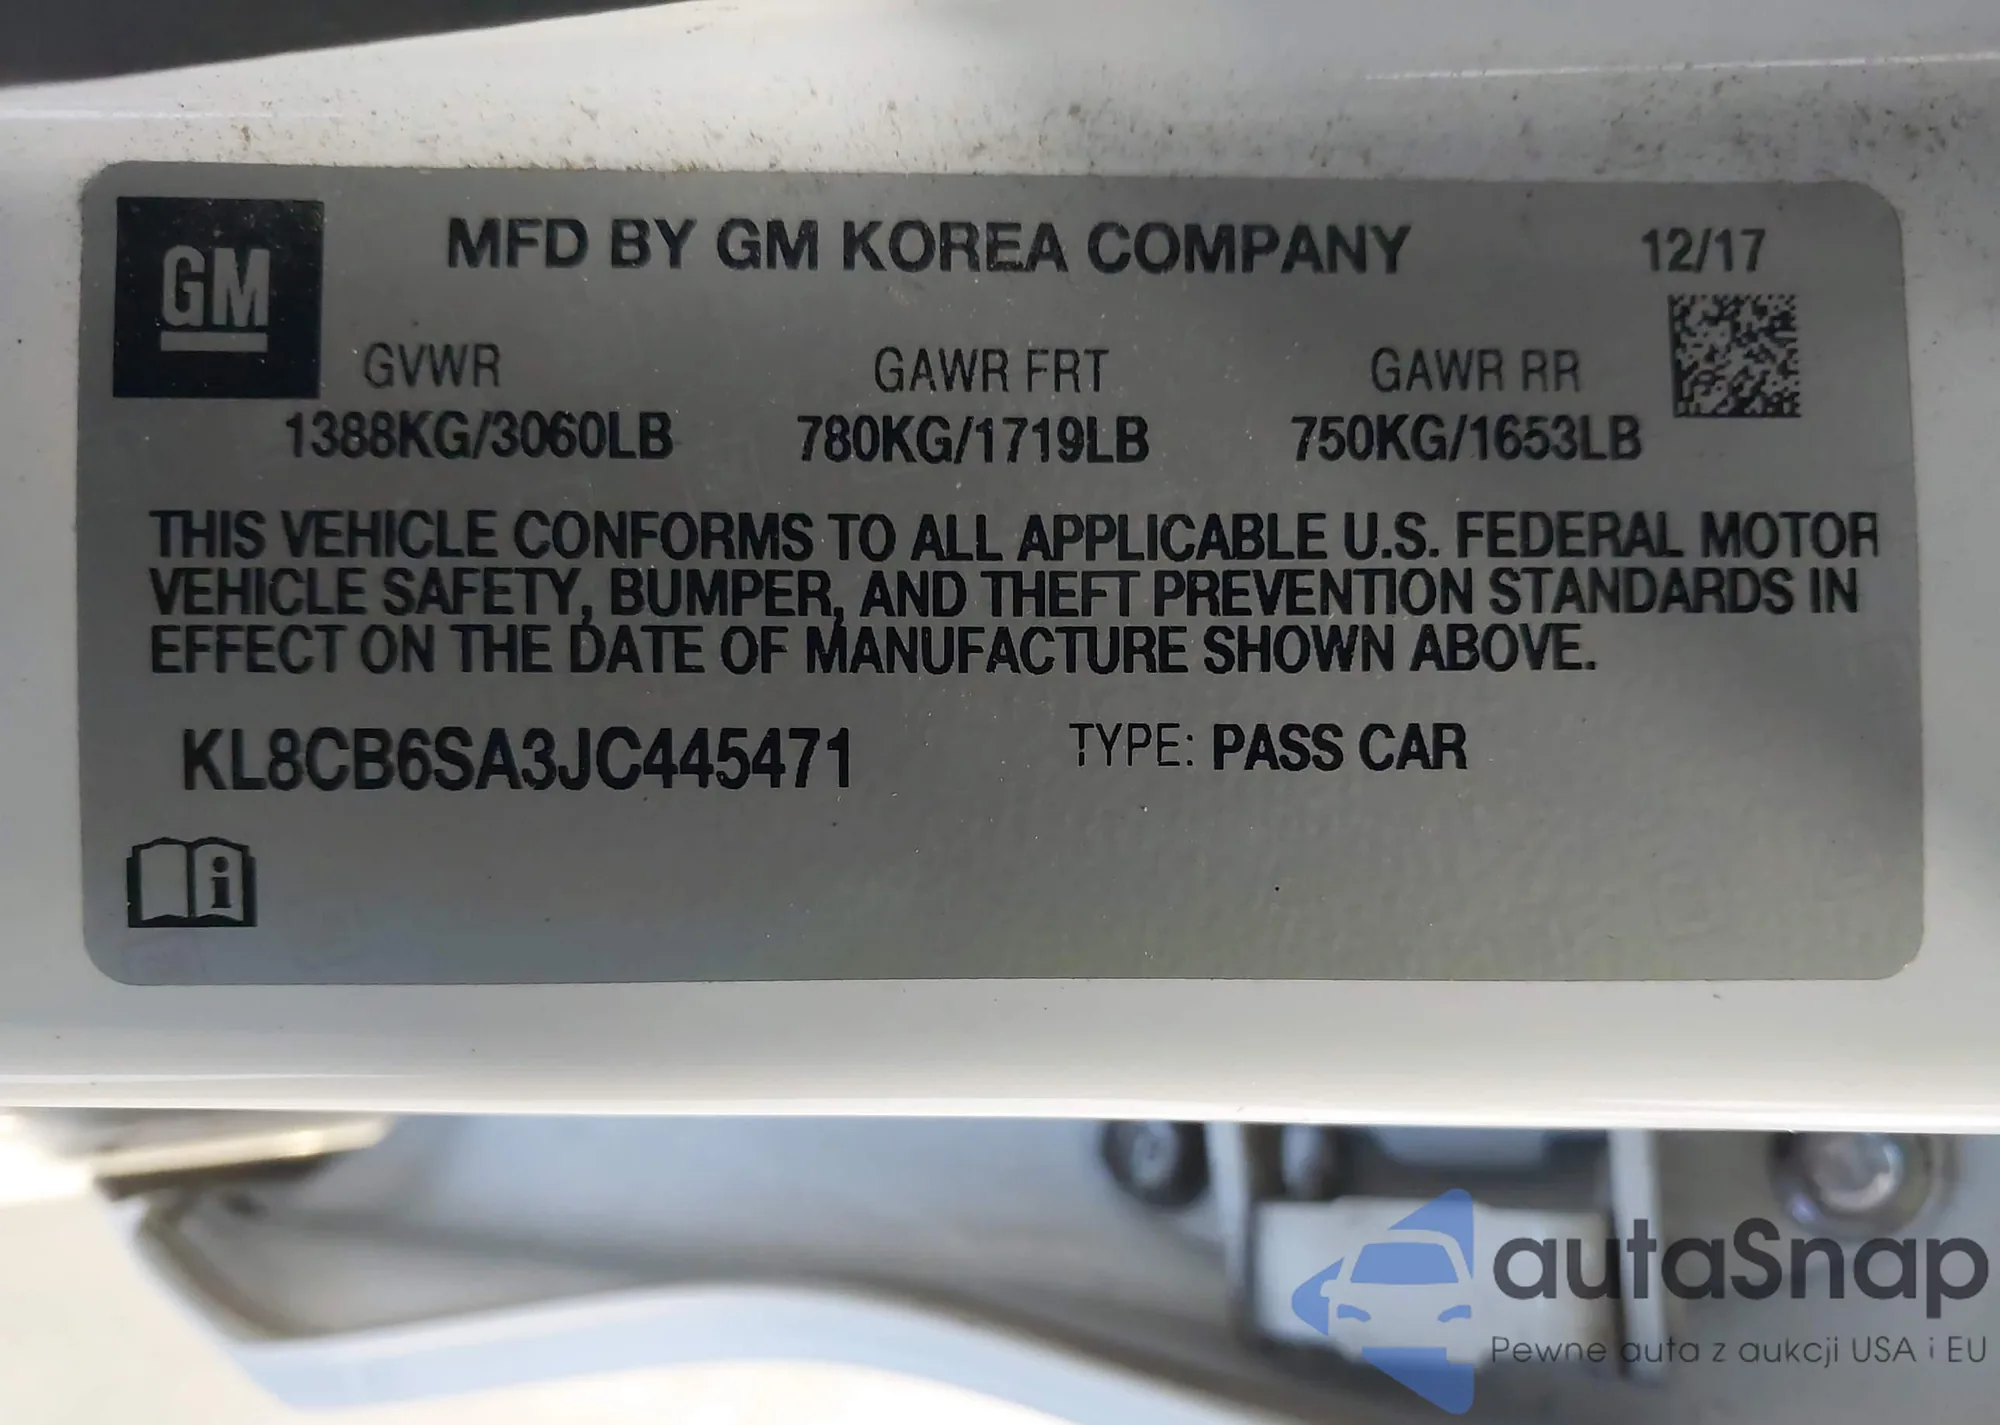 GM
MFD BY GM KOREA COMPANY
12/17
GVWR
GAWR FRT
GAWR RR
1388KG/3060LB
780KG/1719LB
750KG/1653LB
THIS VEHICLE CONFORMS TO ALL APPLICABLE U.S. FEDERAL MOTOR
VEHICLE SAFETY, BUMPER, AND THEFT PREVENTION STANDARDS IN
EFFECT ON THE DATE OF MANUFACTURE SHOWN ABOVE.
KL8CB6SA3JC445471
TYPE: PASS CAR
i
autaSnap
Pewne auta z aukcji USA i EU